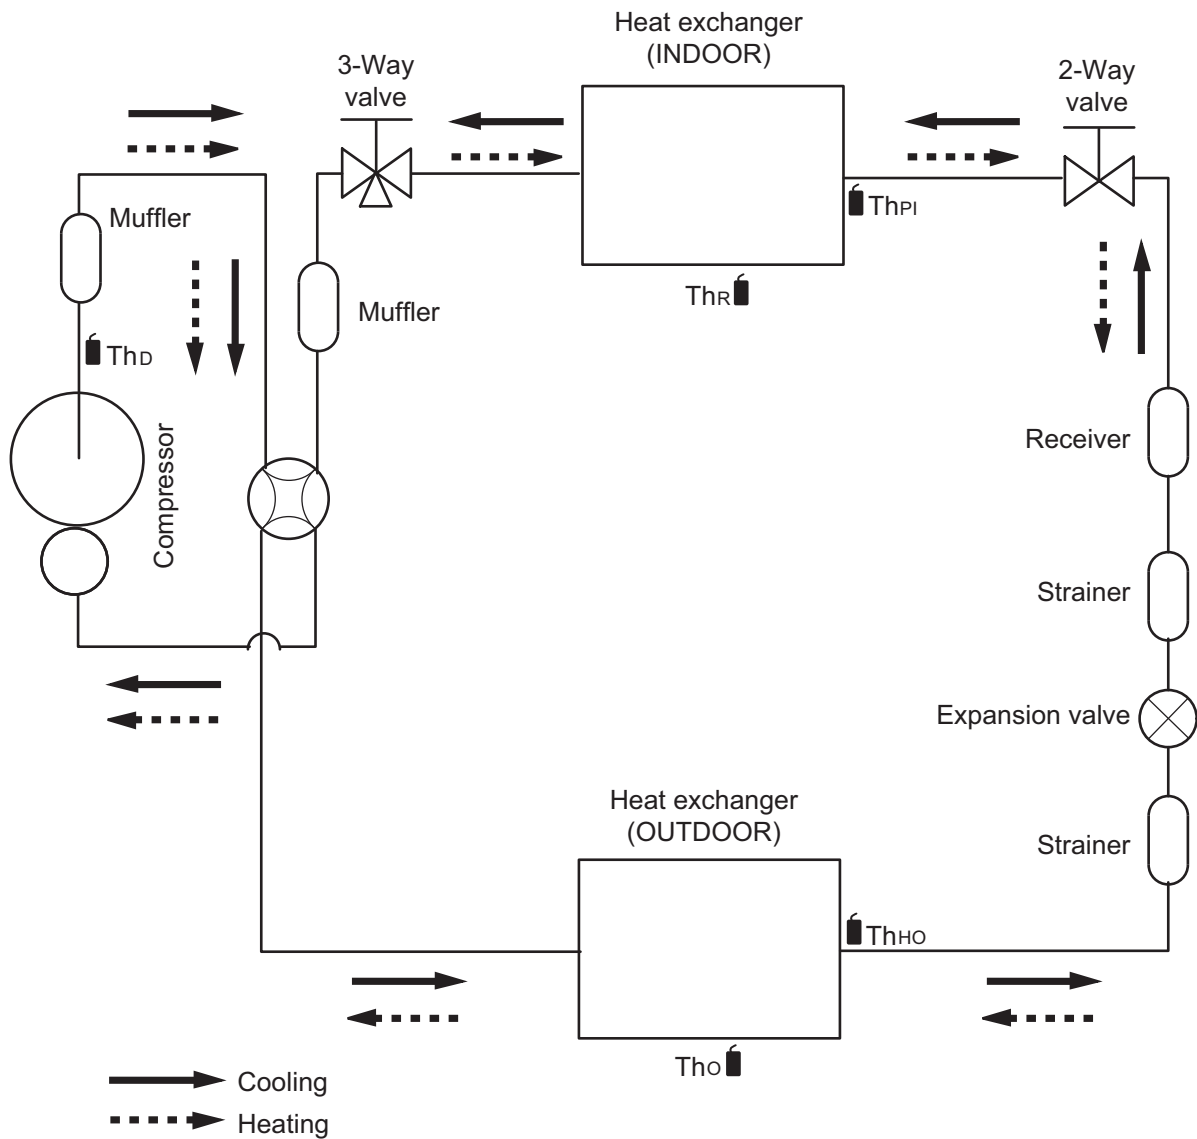 Heat exchanger
(INDOOR)
3-Way
valve
2-Way
valve
Muffler
ThPI
ThR
Muffler
ThD
Compressor
Receiver
Strainer
Expansion valve
Heat exchanger
(OUTDOOR)
Strainer
ThHO
ThO
Cooling
Heating